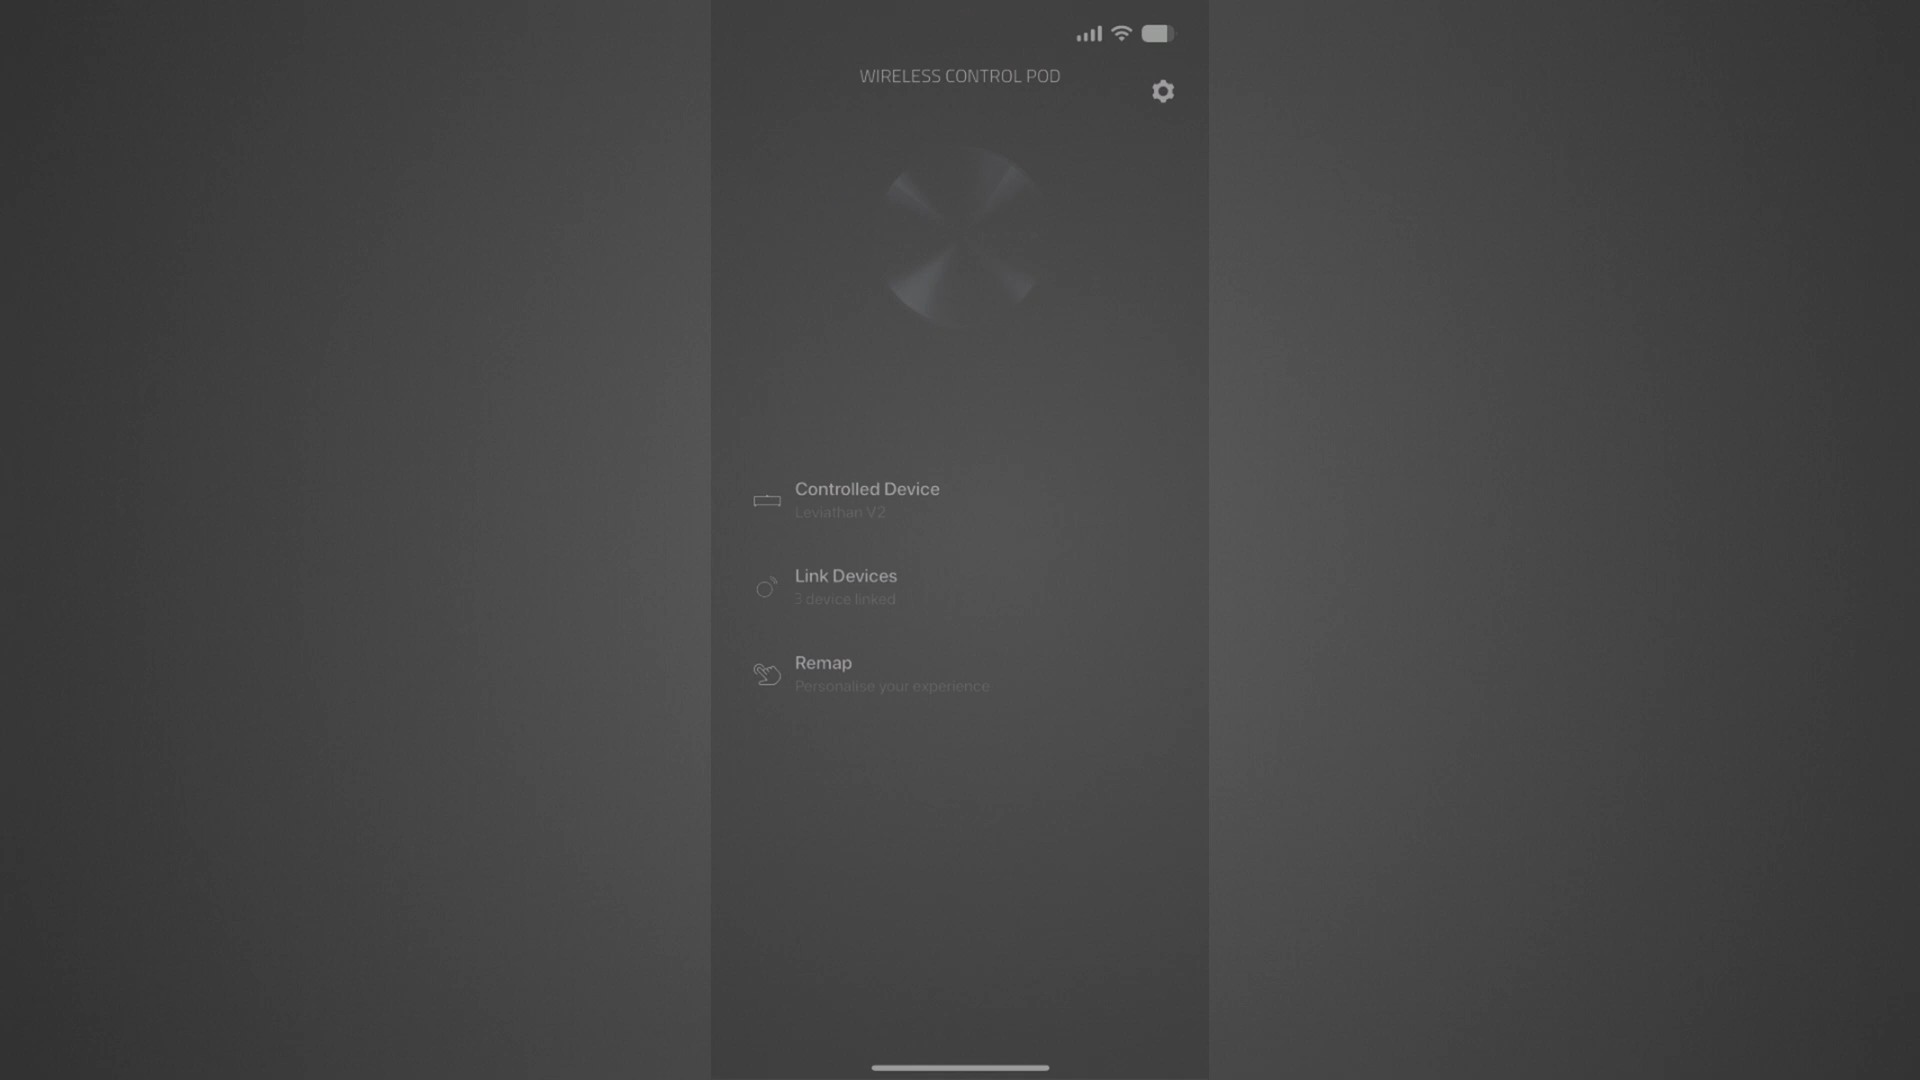 WIRELESS CONTROL POD
Controlled Device
Leviathan V2
Link Devices
3 device linked
Remap
Personalise your experience